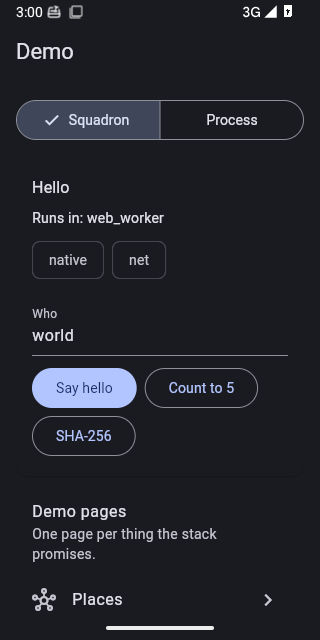 3:00
3G
Demo
Squadron
Process
Hello
Runs in: web_worker
native
net
Who
world
Say hello
Count to 5
SHA-256
Demo pages
One page per thing the stack
promises.
Places